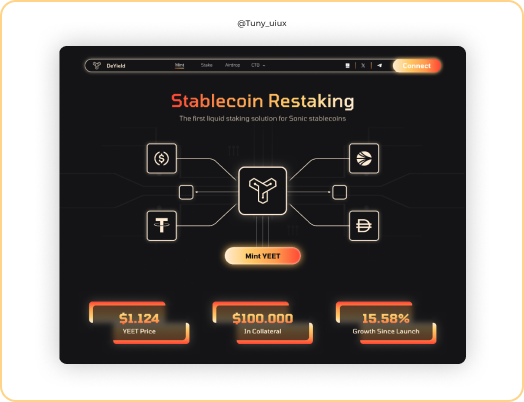 @Tuny_uiux
DeYield Mint Stake Airdrop CTO Connect
Stablecoin Restaking
The first liquid staking solution for Sonic stablecoins
Mint YEET
$1.124 $100.000 15.58%
YEET Price In Collateral Growth Since Launch